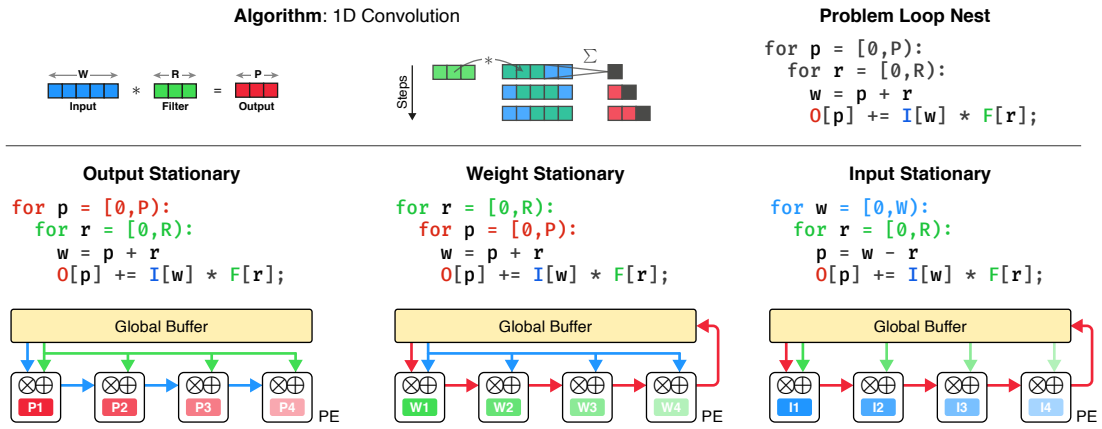 Algorithm: 1D Convolution
W
R
P
*
=
Input
Filter
Output
Steps
*
Σ
Problem Loop Nest
for p = [0,P):
for r = [0,R):
w = p + r
O[p] += I[w] * F[r];
Output Stationary
for p = [0,P):
for r = [0,R):
w = p + r
O[p] += I[w] * F[r];
Global Buffer
P1
P2
P3
P4
PE
Weight Stationary
for r = [0,R):
for p = [0,P):
w = p + r
O[p] += I[w] * F[r];
Global Buffer
W1
W2
W3
W4
PE
Input Stationary
for w = [0,W):
for r = [0,R):
p = w - r
O[p] += I[w] * F[r];
Global Buffer
I1
I2
I3
I4
PE